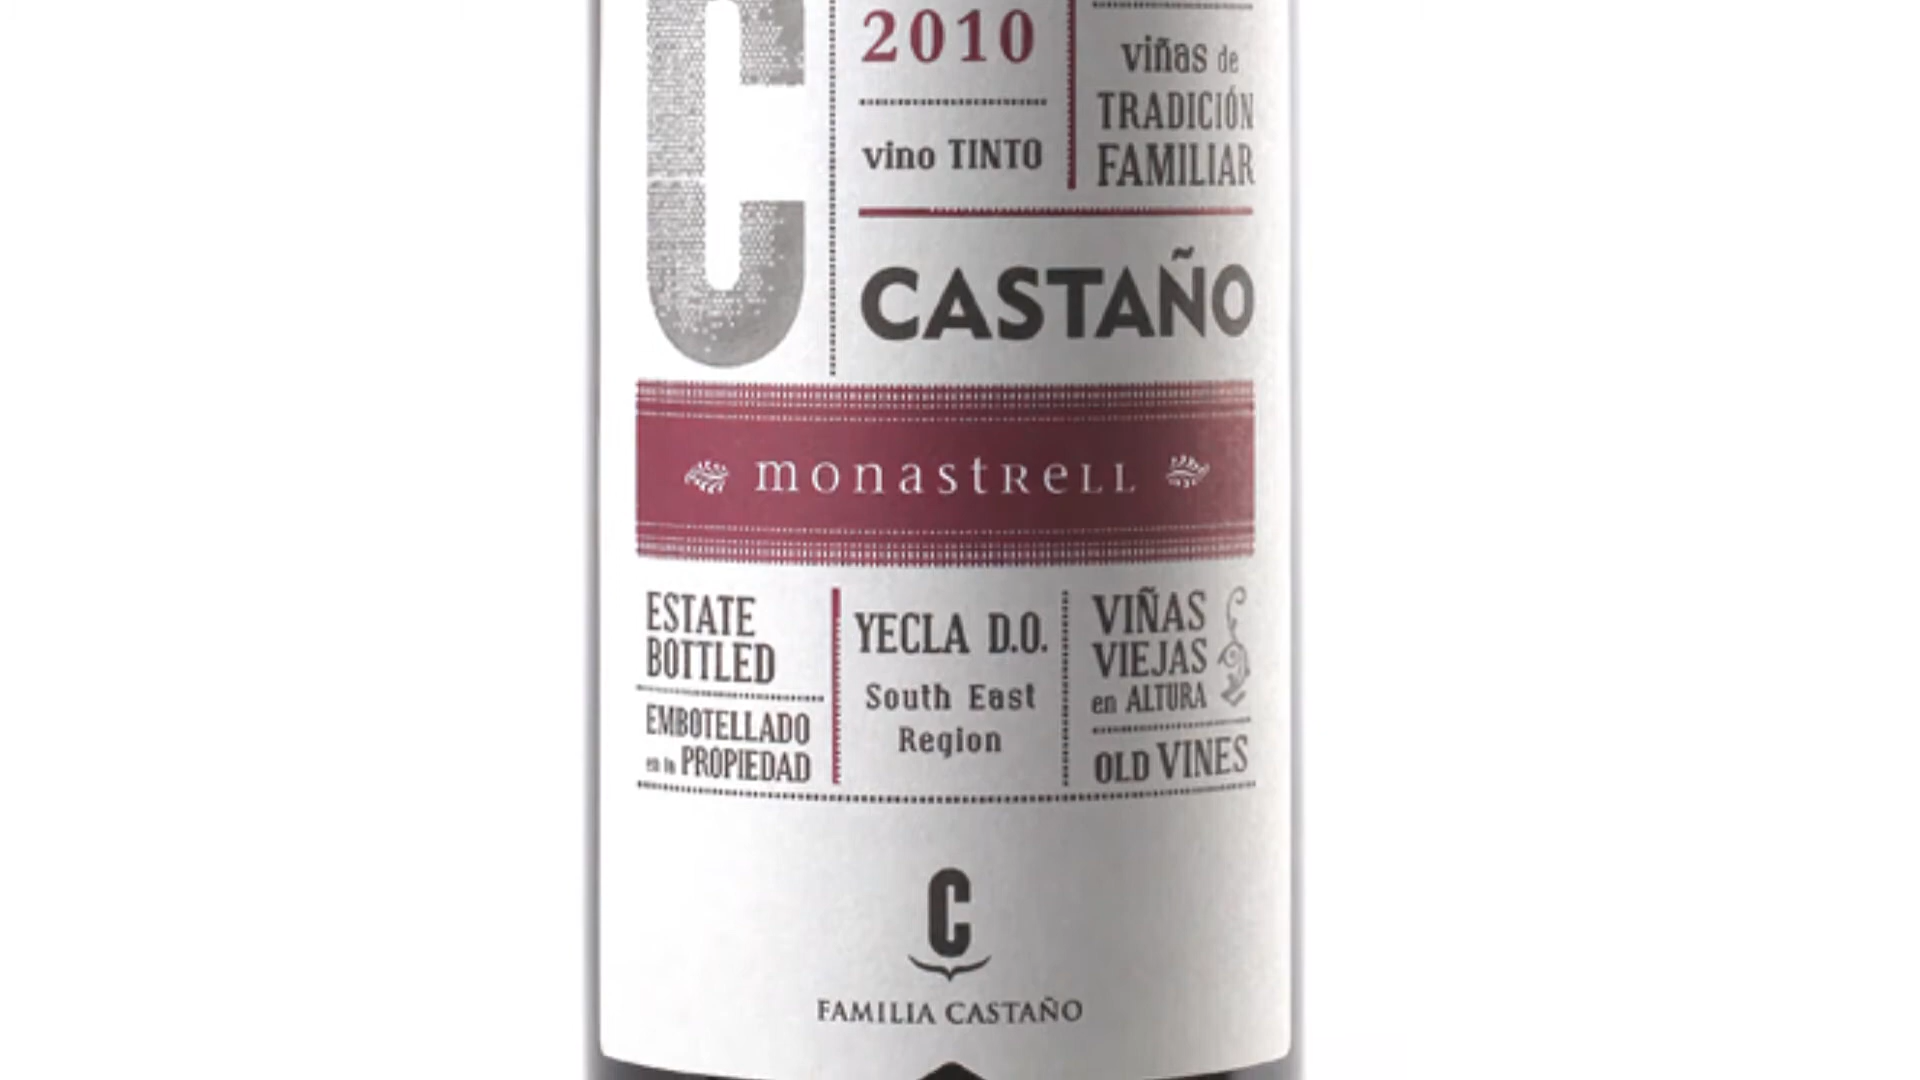 C
2010
vino TINTO
viñas de
TRADICIÓN
FAMILIAR
CASTAÑO
monastRell
ESTATE
BOTTLED
EMBOTELLADO
en la PROPIEDAD
YECLA D.O.
South East
Region
VIÑAS
VIEJAS
en ALTURA
OLD VINES
C
FAMILIA CASTAÑO